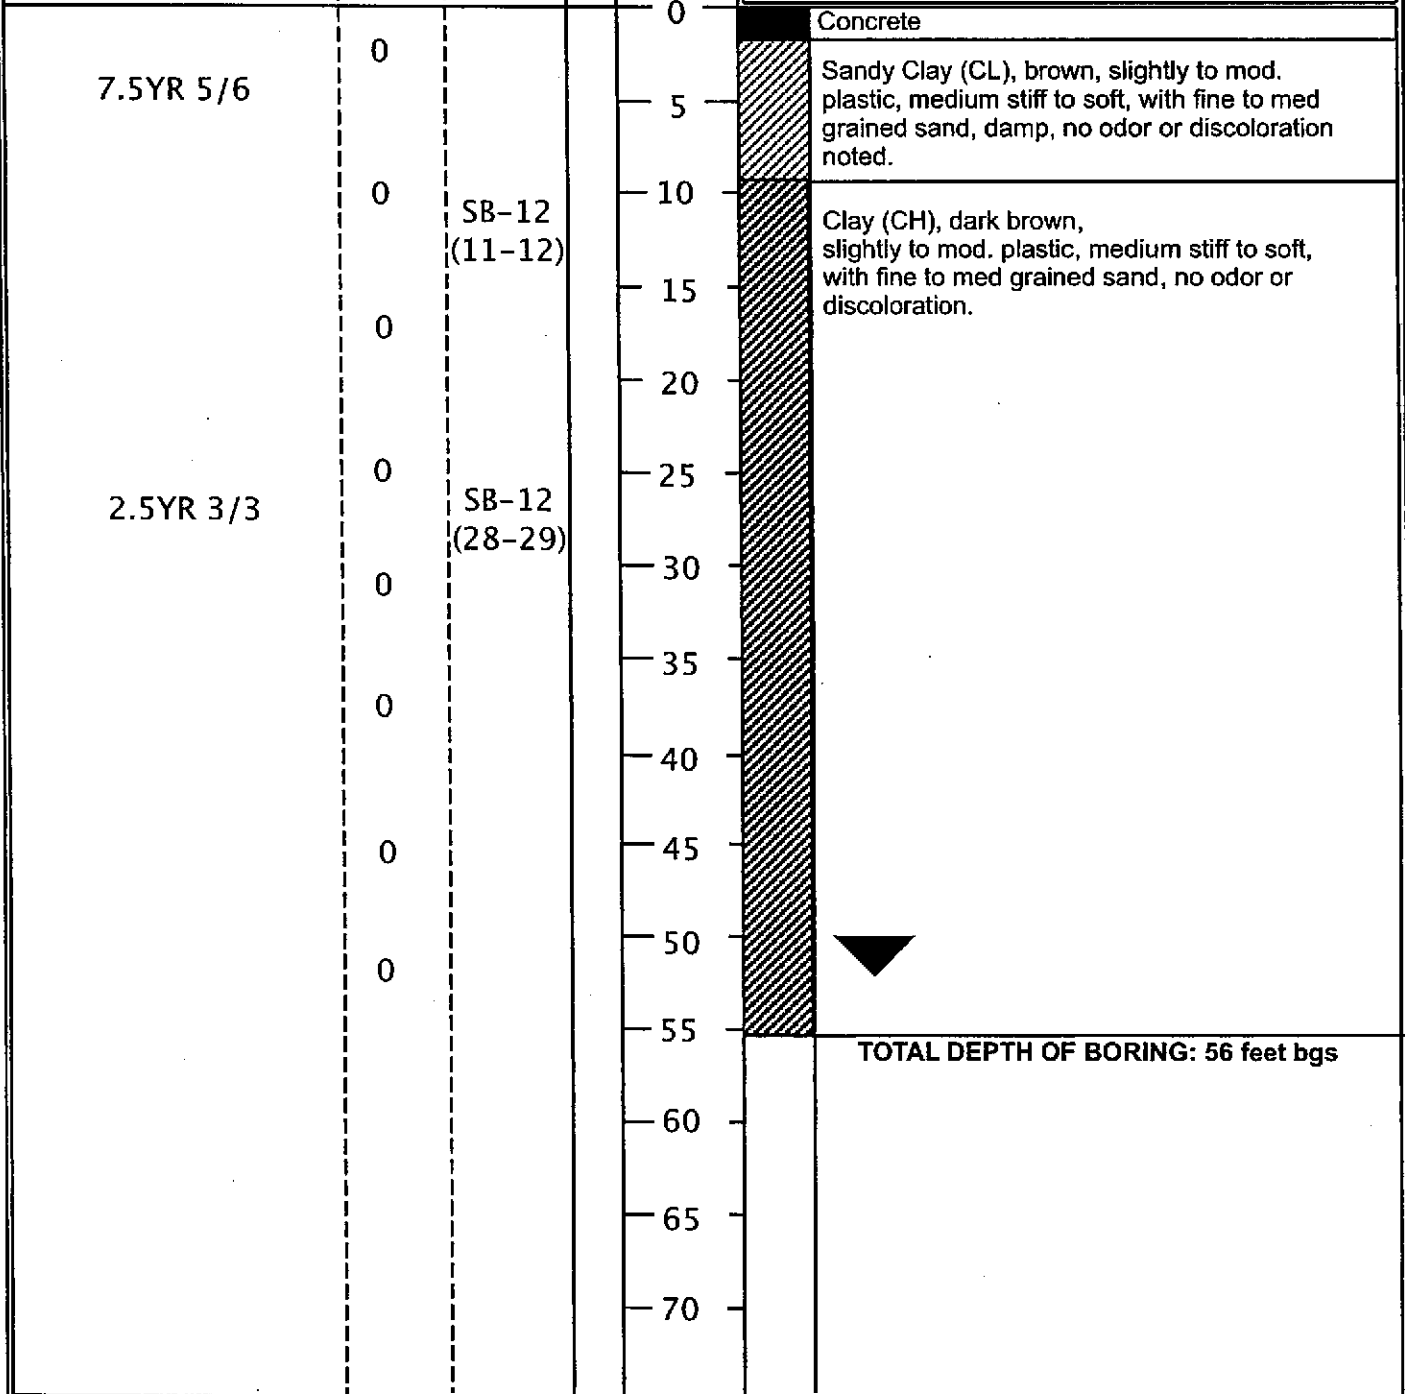 0
Concrete
0
7.5YR 5/6
Sandy Clay (CL), brown, slightly to mod.
plastic, medium stiff to soft, with fine to med
grained sand, damp, no odor or discoloration
noted.
5
0
10
SB-12
(11-12)
Clay (CH), dark brown,
slightly to mod. plastic, medium stiff to soft,
with fine to med grained sand, no odor or
discoloration.
15
0
20
0
25
2.5YR 3/3
SB-12
(28-29)
30
0
35
0
40
45
0
50
0
55
TOTAL DEPTH OF BORING: 56 feet bgs
60
65
70